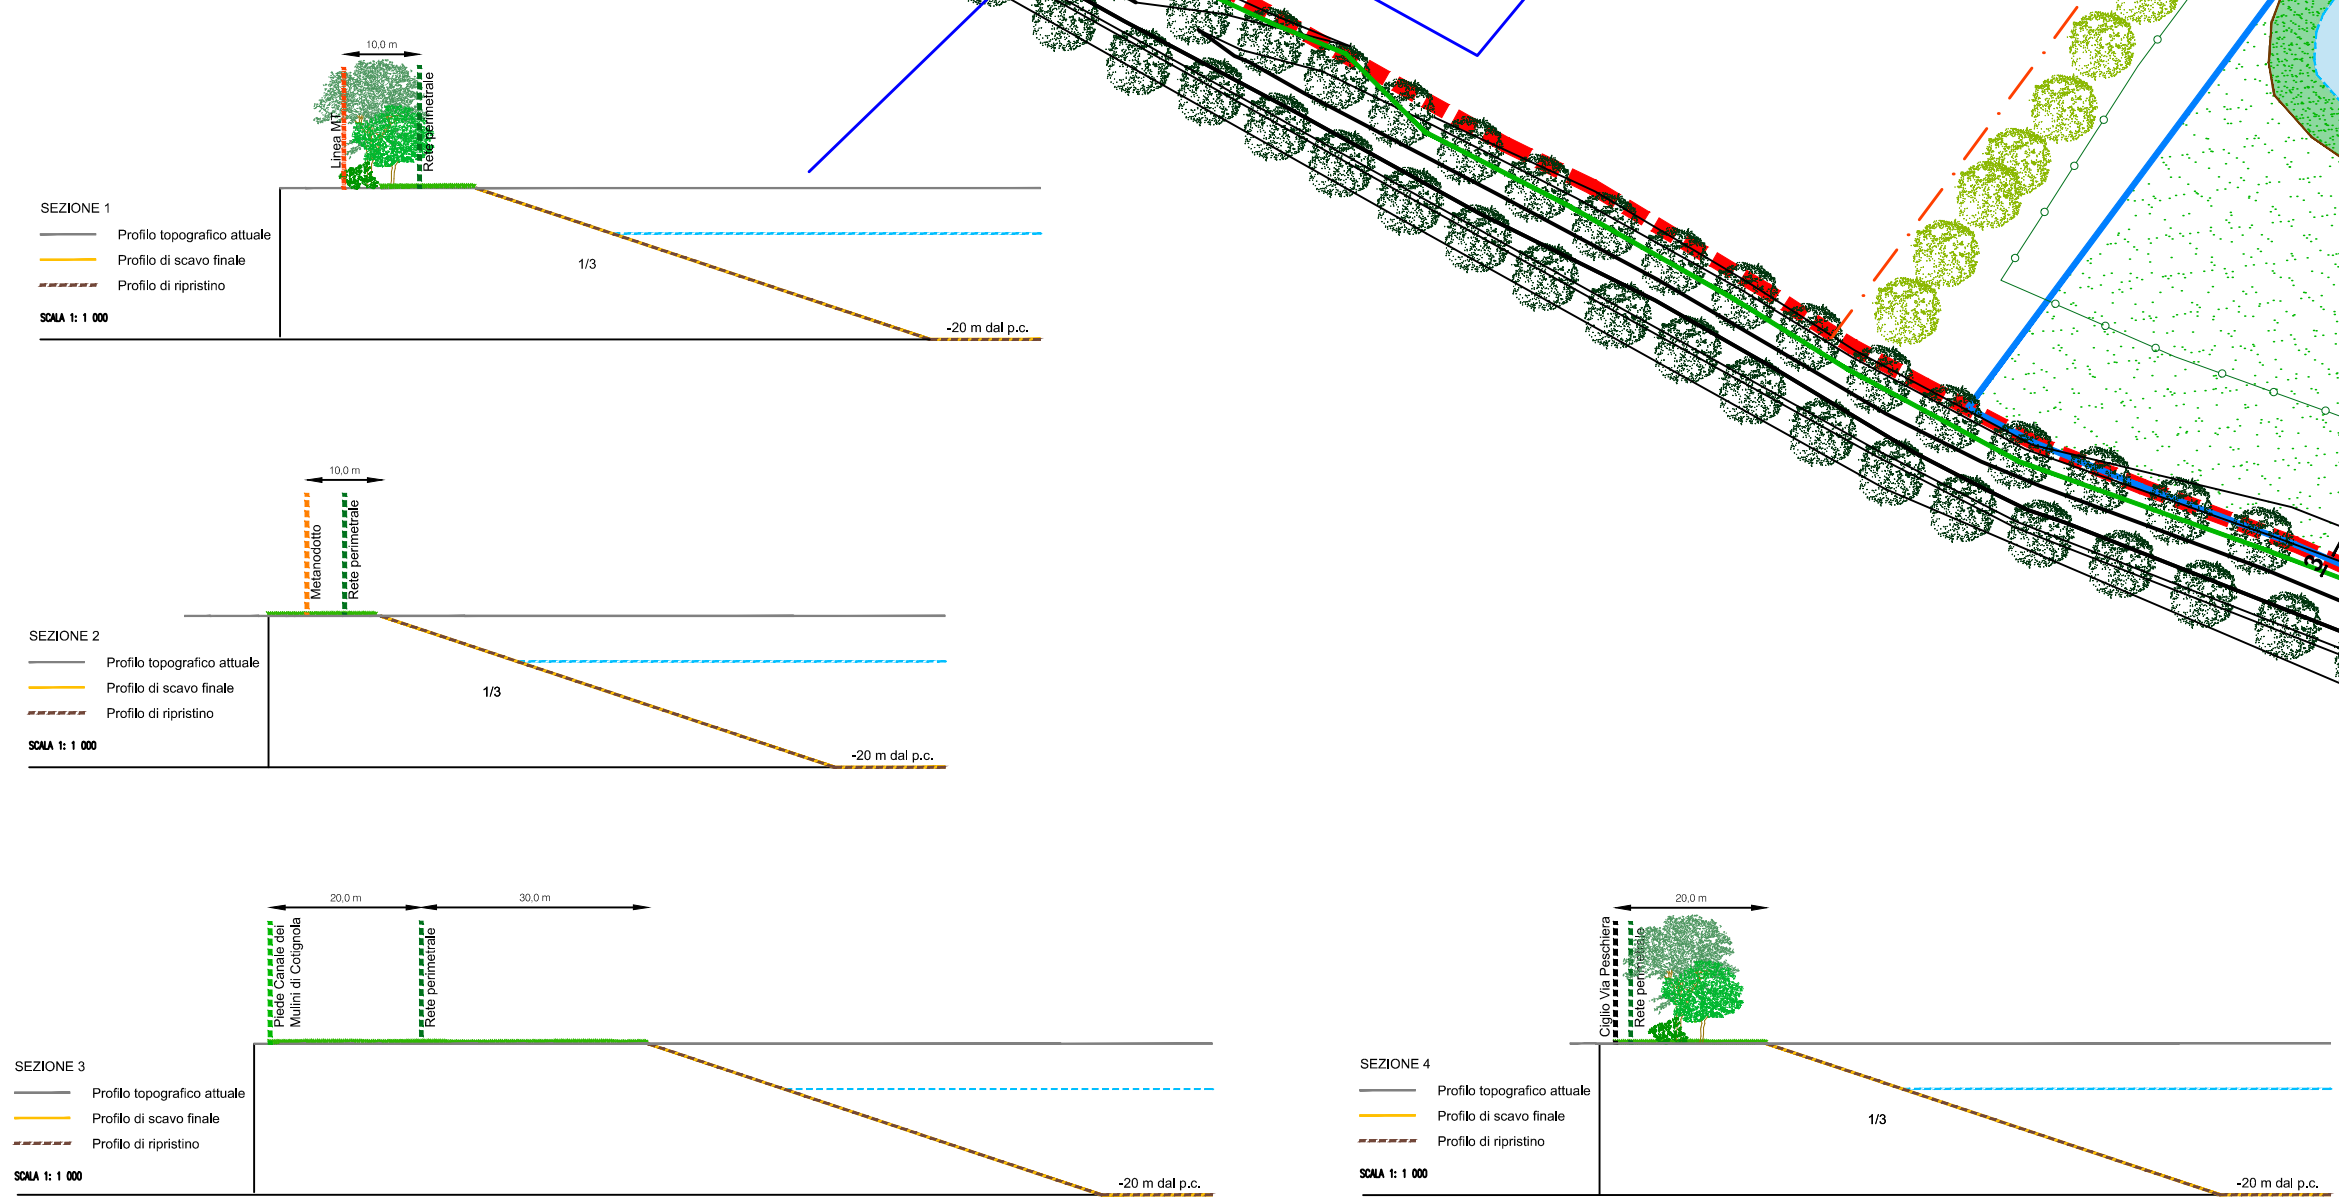 10,0 m
Linea MT
Rete perimetrale
SEZIONE 1
Profilo topografico attuale
Profilo di scavo finale
Profilo di ripristino
SCALA 1: 1 000
1/3
-20 m dal p.c.
10,0 m
Metanodotto
Rete perimetrale
SEZIONE 2
Profilo topografico attuale
Profilo di scavo finale
Profilo di ripristino
SCALA 1: 1 000
1/3
-20 m dal p.c.
20,0 m
30,0 m
Piede Canale dei
Mulini di Cotignola
Rete perimetrale
SEZIONE 3
Profilo topografico attuale
Profilo di scavo finale
Profilo di ripristino
SCALA 1: 1 000
-20 m dal p.c.
20,0 m
Ciglio Via Peschiera
Rete perimetrale
SEZIONE 4
Profilo topografico attuale
Profilo di scavo finale
Profilo di ripristino
SCALA 1: 1 000
1/3
-20 m dal p.c.